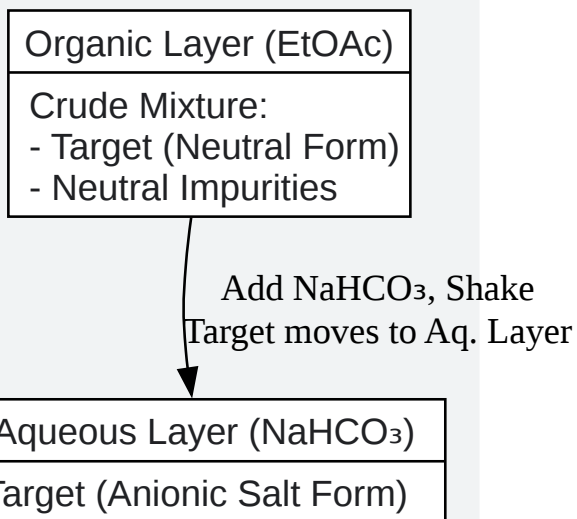 Organic Layer (EtOAc)
Crude Mixture:
- Target (Neutral Form)
- Neutral Impurities
Add NaHCO₃, Shake
Target moves to Aq. Layer
Aqueous Layer (NaHCO₃)
Target (Anionic Salt Form)